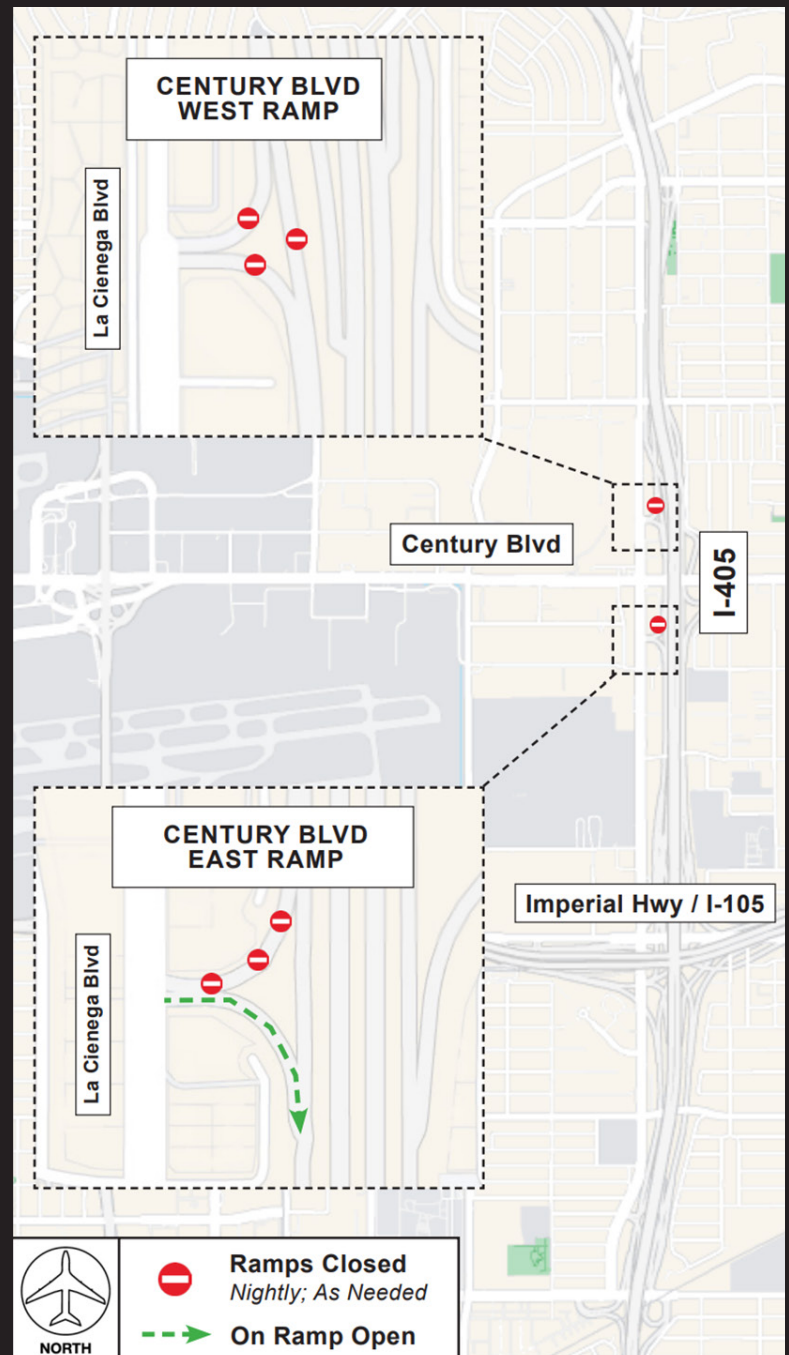 CENTURY BLVD
WEST RAMP
La Cienega Blvd
Century Blvd
I-405
CENTURY BLVD
EAST RAMP
La Cienega Blvd
Imperial Hwy / I-105
Ramps Closed
Nightly; As Needed
On Ramp Open
NORTH